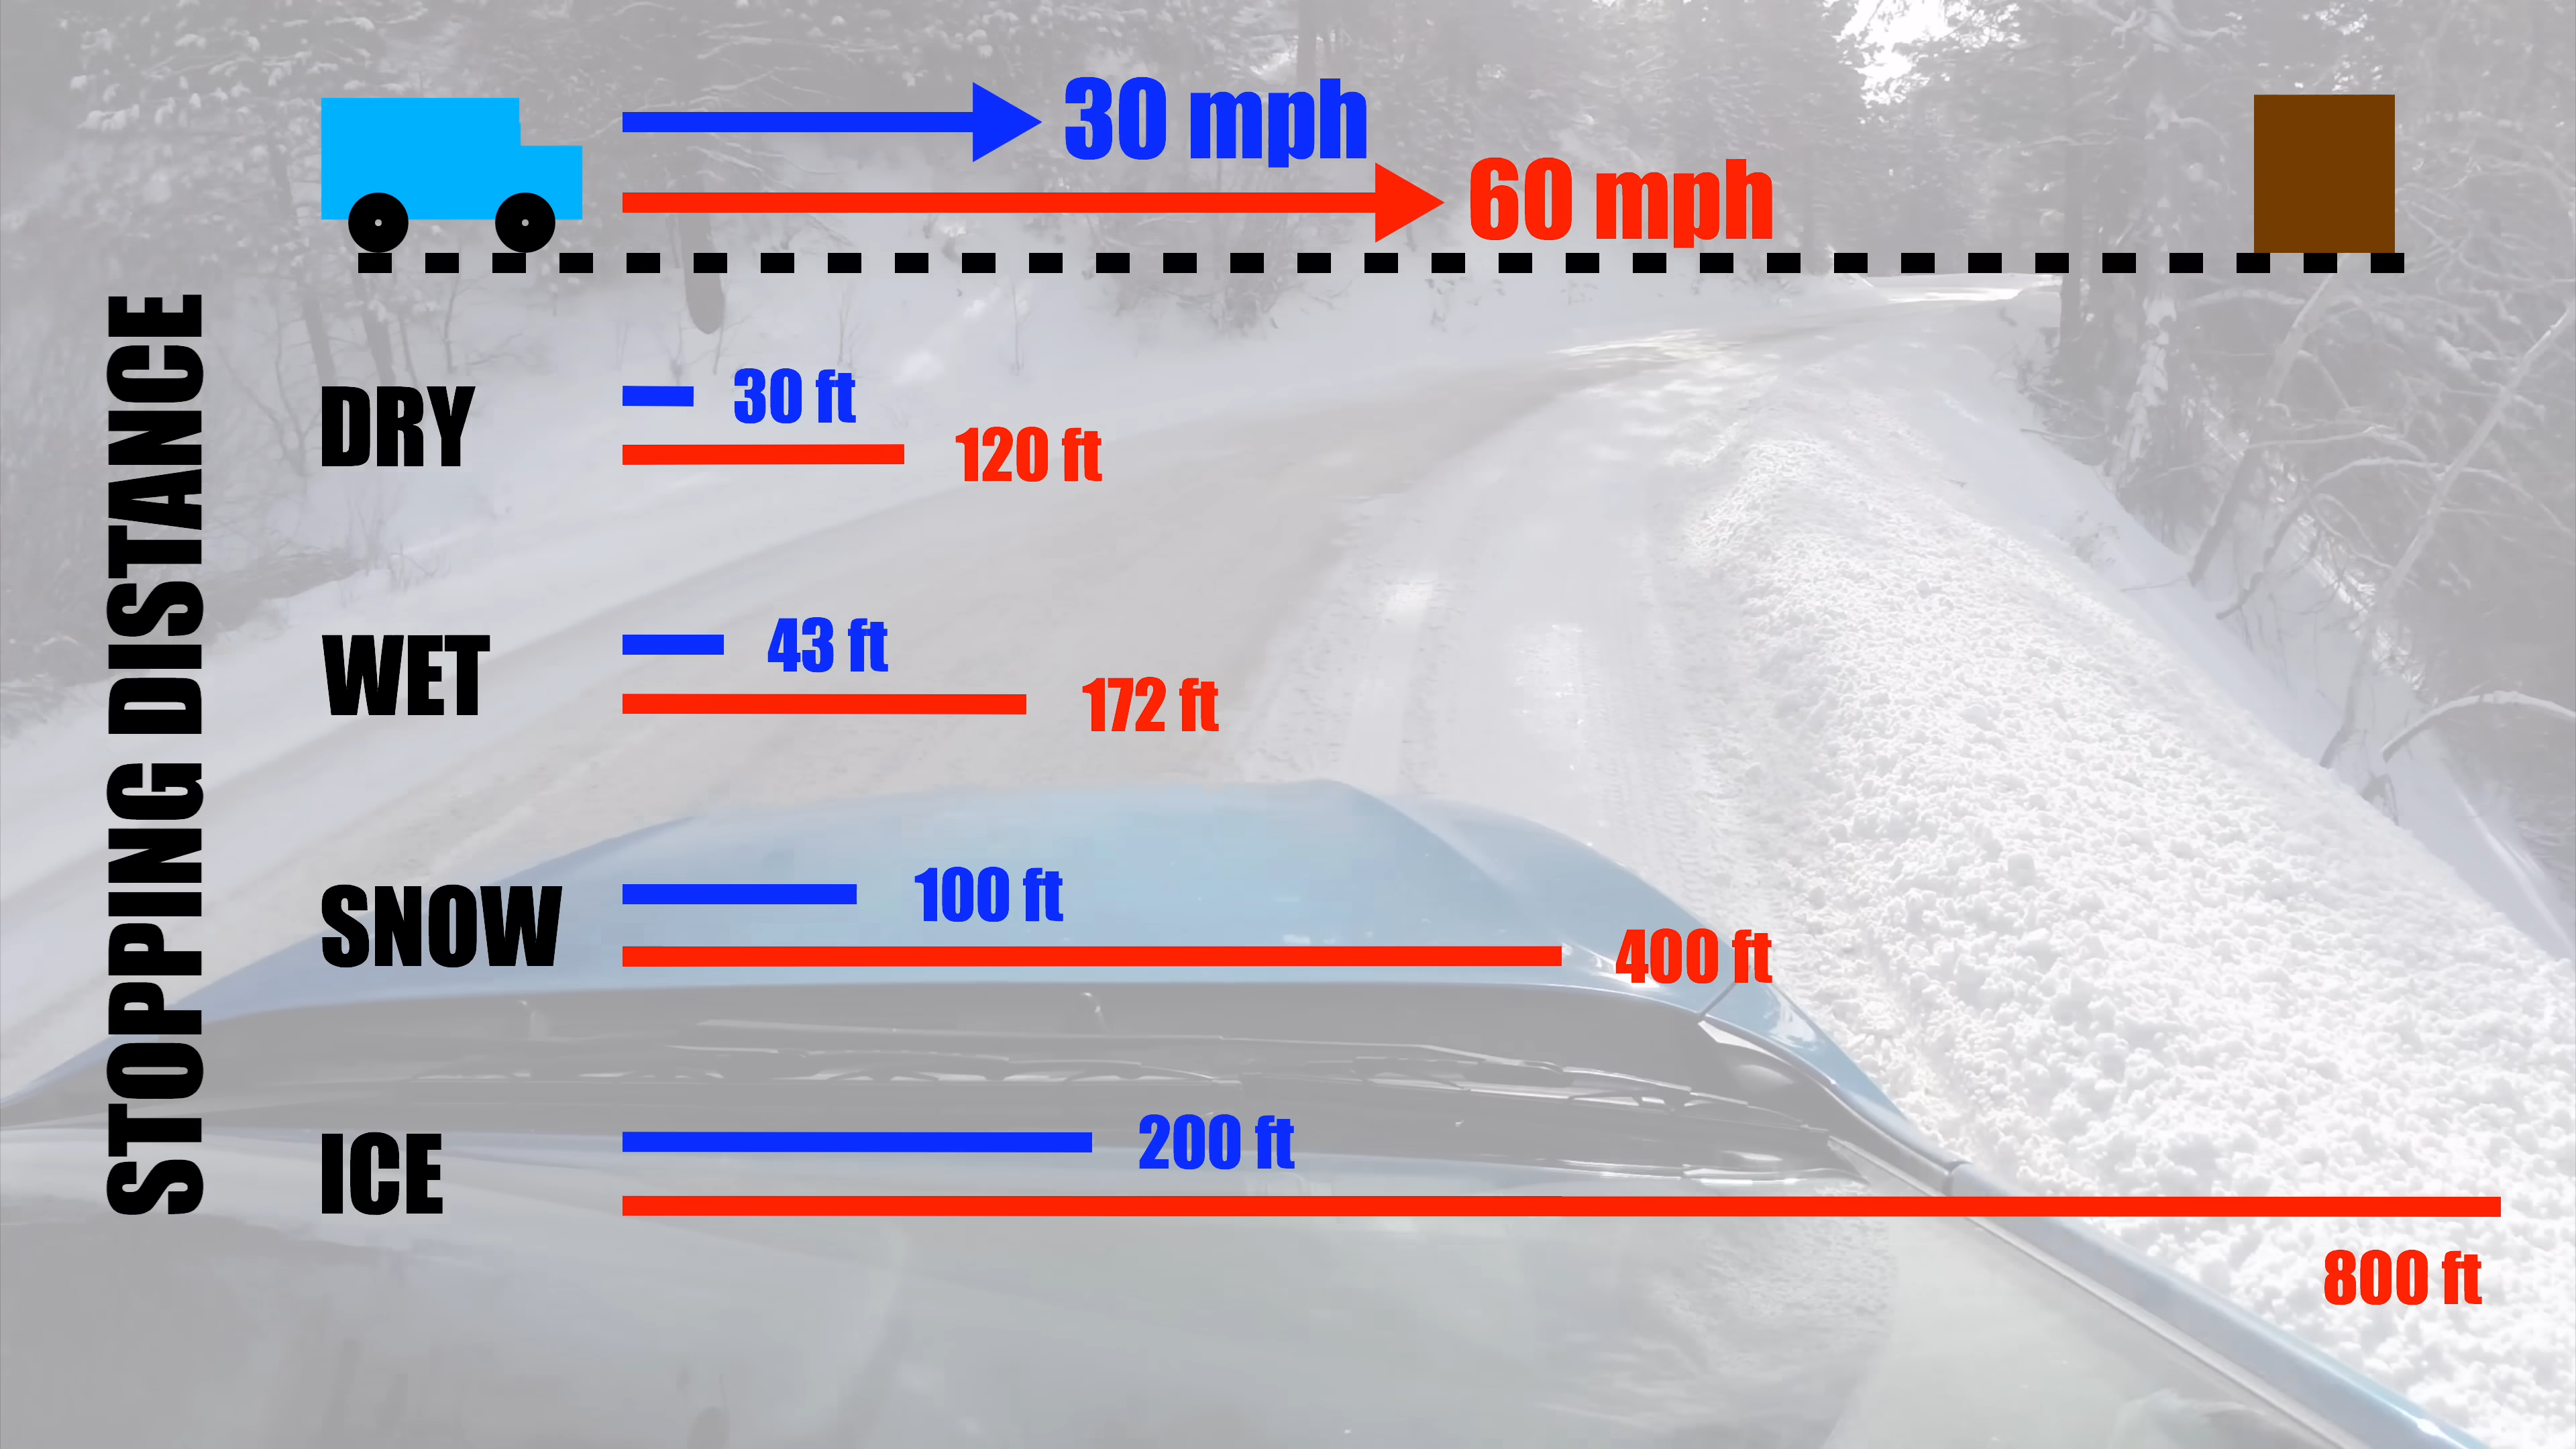 30 mph
60 mph
STOPPING DISTANCE
DRY
30 ft
120 ft
WET
43 ft
172 ft
SNOW
100 ft
400 ft
ICE
200 ft
800 ft